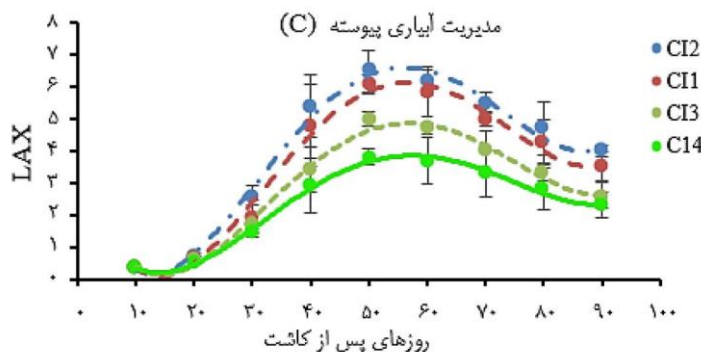 مدیریت آبیاری پیوسته (C)
LAX
۸
۷
۶
۵
۴
۳
۲
۱
۰
CI2
CI1
CI3
C14
۰ ۱۰ ۲۰ ۳۰ ۴۰ ۵۰ ۶۰ ۷۰ ۸۰ ۹۰ ۱۰۰
روزهای پس از کاشت